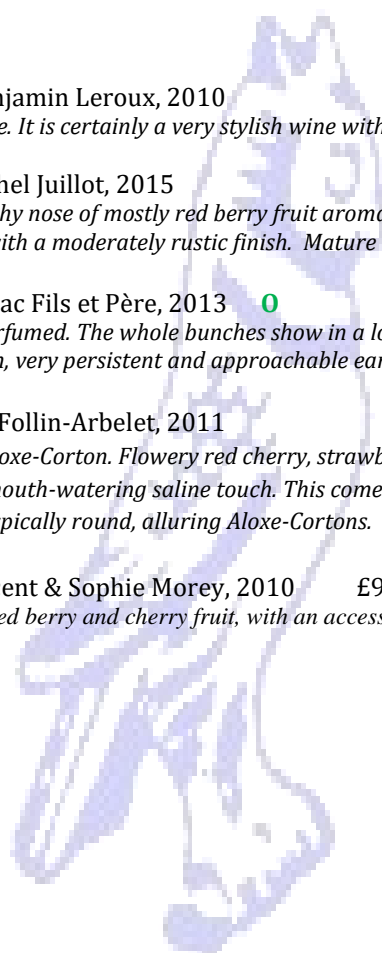 njamin Leroux, 2010
e. It is certainly a very stylish wine with
hel Juillot, 2015
hy nose of mostly red berry fruit aroma
ith a moderately rustic finish. Mature
ac Fils et Père, 2013 O
rfumed. The whole bunches show in a lo
n, very persistent and approachable ear
Follin-Arbelet, 2011
oxe-Corton. Flowery red cherry, strawb
nouth-watering saline touch. This come
pically round, alluring Aloxe-Cortons.
cent & Sophie Morey, 2010 £9
ed berry and cherry fruit, with an access